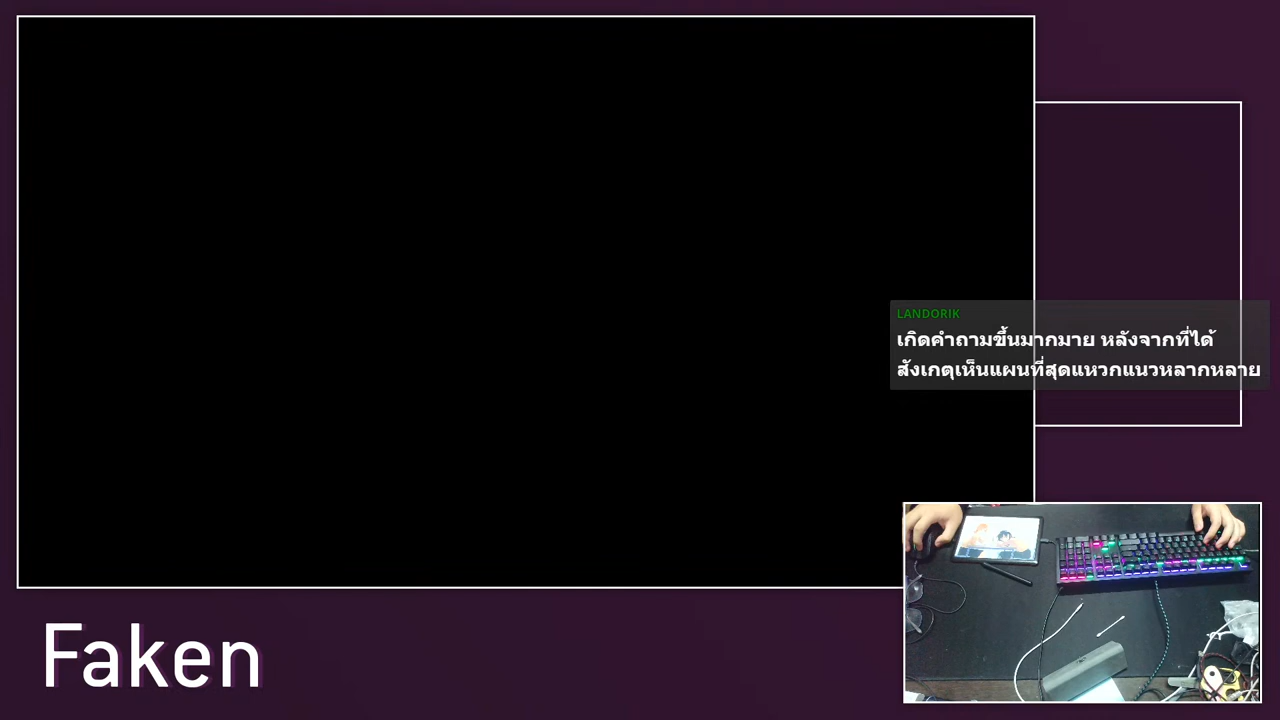 LANDORIK
เกิดคำถามขึ้นมากมาย หลังจากที่ได้
สังเกตุเห็นแผนที่สุดแหวกแนวหลากหลาย
Faken